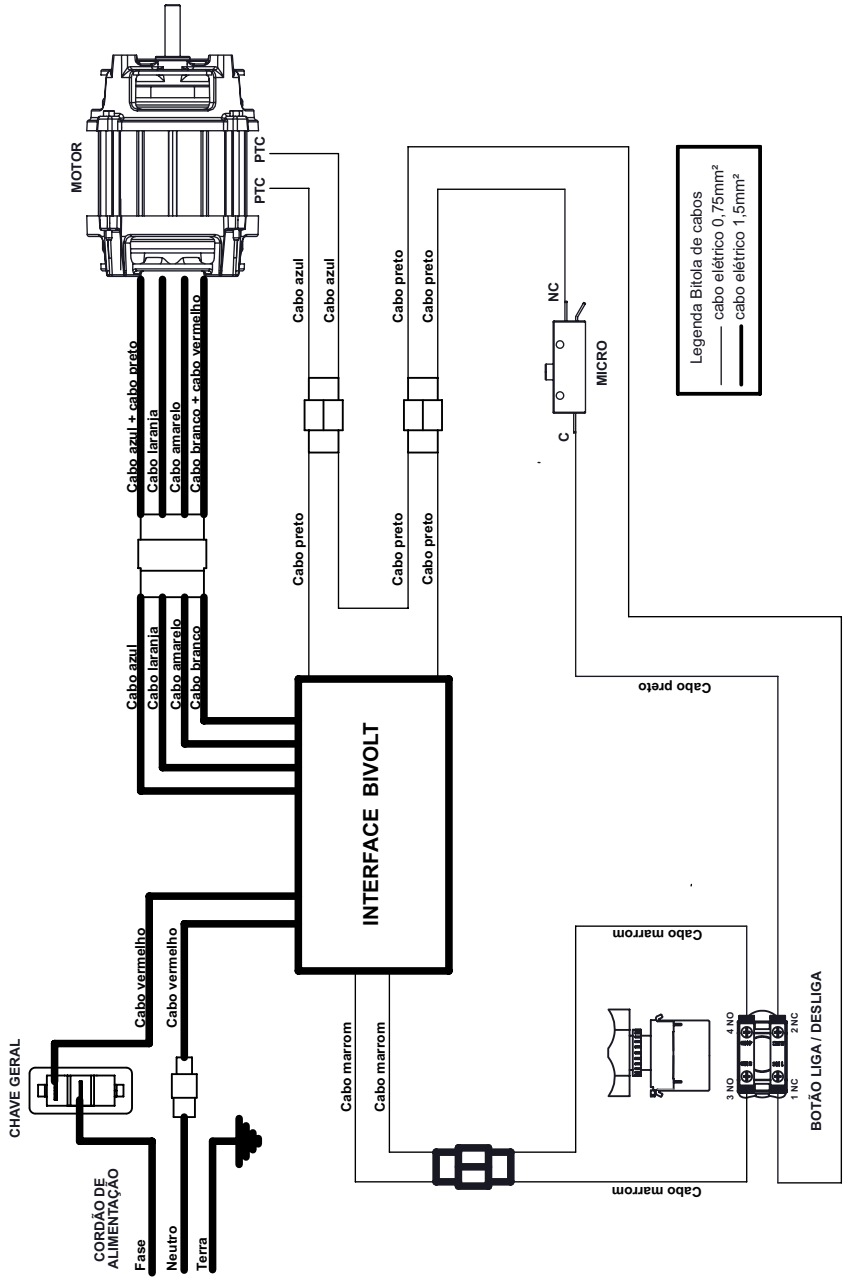 MOTOR
PTC
PTC
Cabo azul + cabo preto
Cabo laranja
Cabo amarelo
Cabo branco + cabo vermelho
Cabo azul
Cabo azul
Cabo preto
Cabo preto
NC
MICRO
C
Legenda Bitola de cabos
cabo elétrico 0,75mm²
cabo elétrico 1,5mm²
Cabo azul
Cabo laranja
Cabo amarelo
Cabo branco
Cabo preto
Cabo preto
Cabo preto
Cabo preto
INTERFACE BIVOLT
CHAVE GERAL
Cabo vermelho
Cabo vermelho
CORDÃO DE
ALIMENTAÇÃO
Fase
Neutro
Terra
Cabo marrom
Cabo marrom
Cabo marrom
Cabo marrom
3 NO
4 NO
1 NC
2 NC
BOTÃO LIGA / DESLIGA